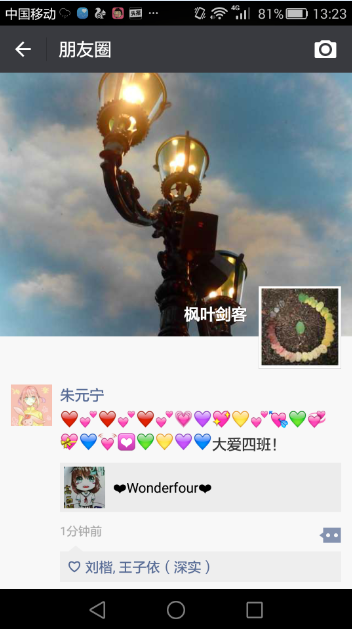 中国移动 4G 81% 13:23
朋友圈
枫叶剑客
朱元宁
❤️💕❤️💕❤️💕❤️💕💗💜💖💛💕💘💚💞
💝💙💓💟💚💛💜💙大爱四班！
❤Wonderfour❤
1分钟前
♡ 刘楷, 王子依（深实）